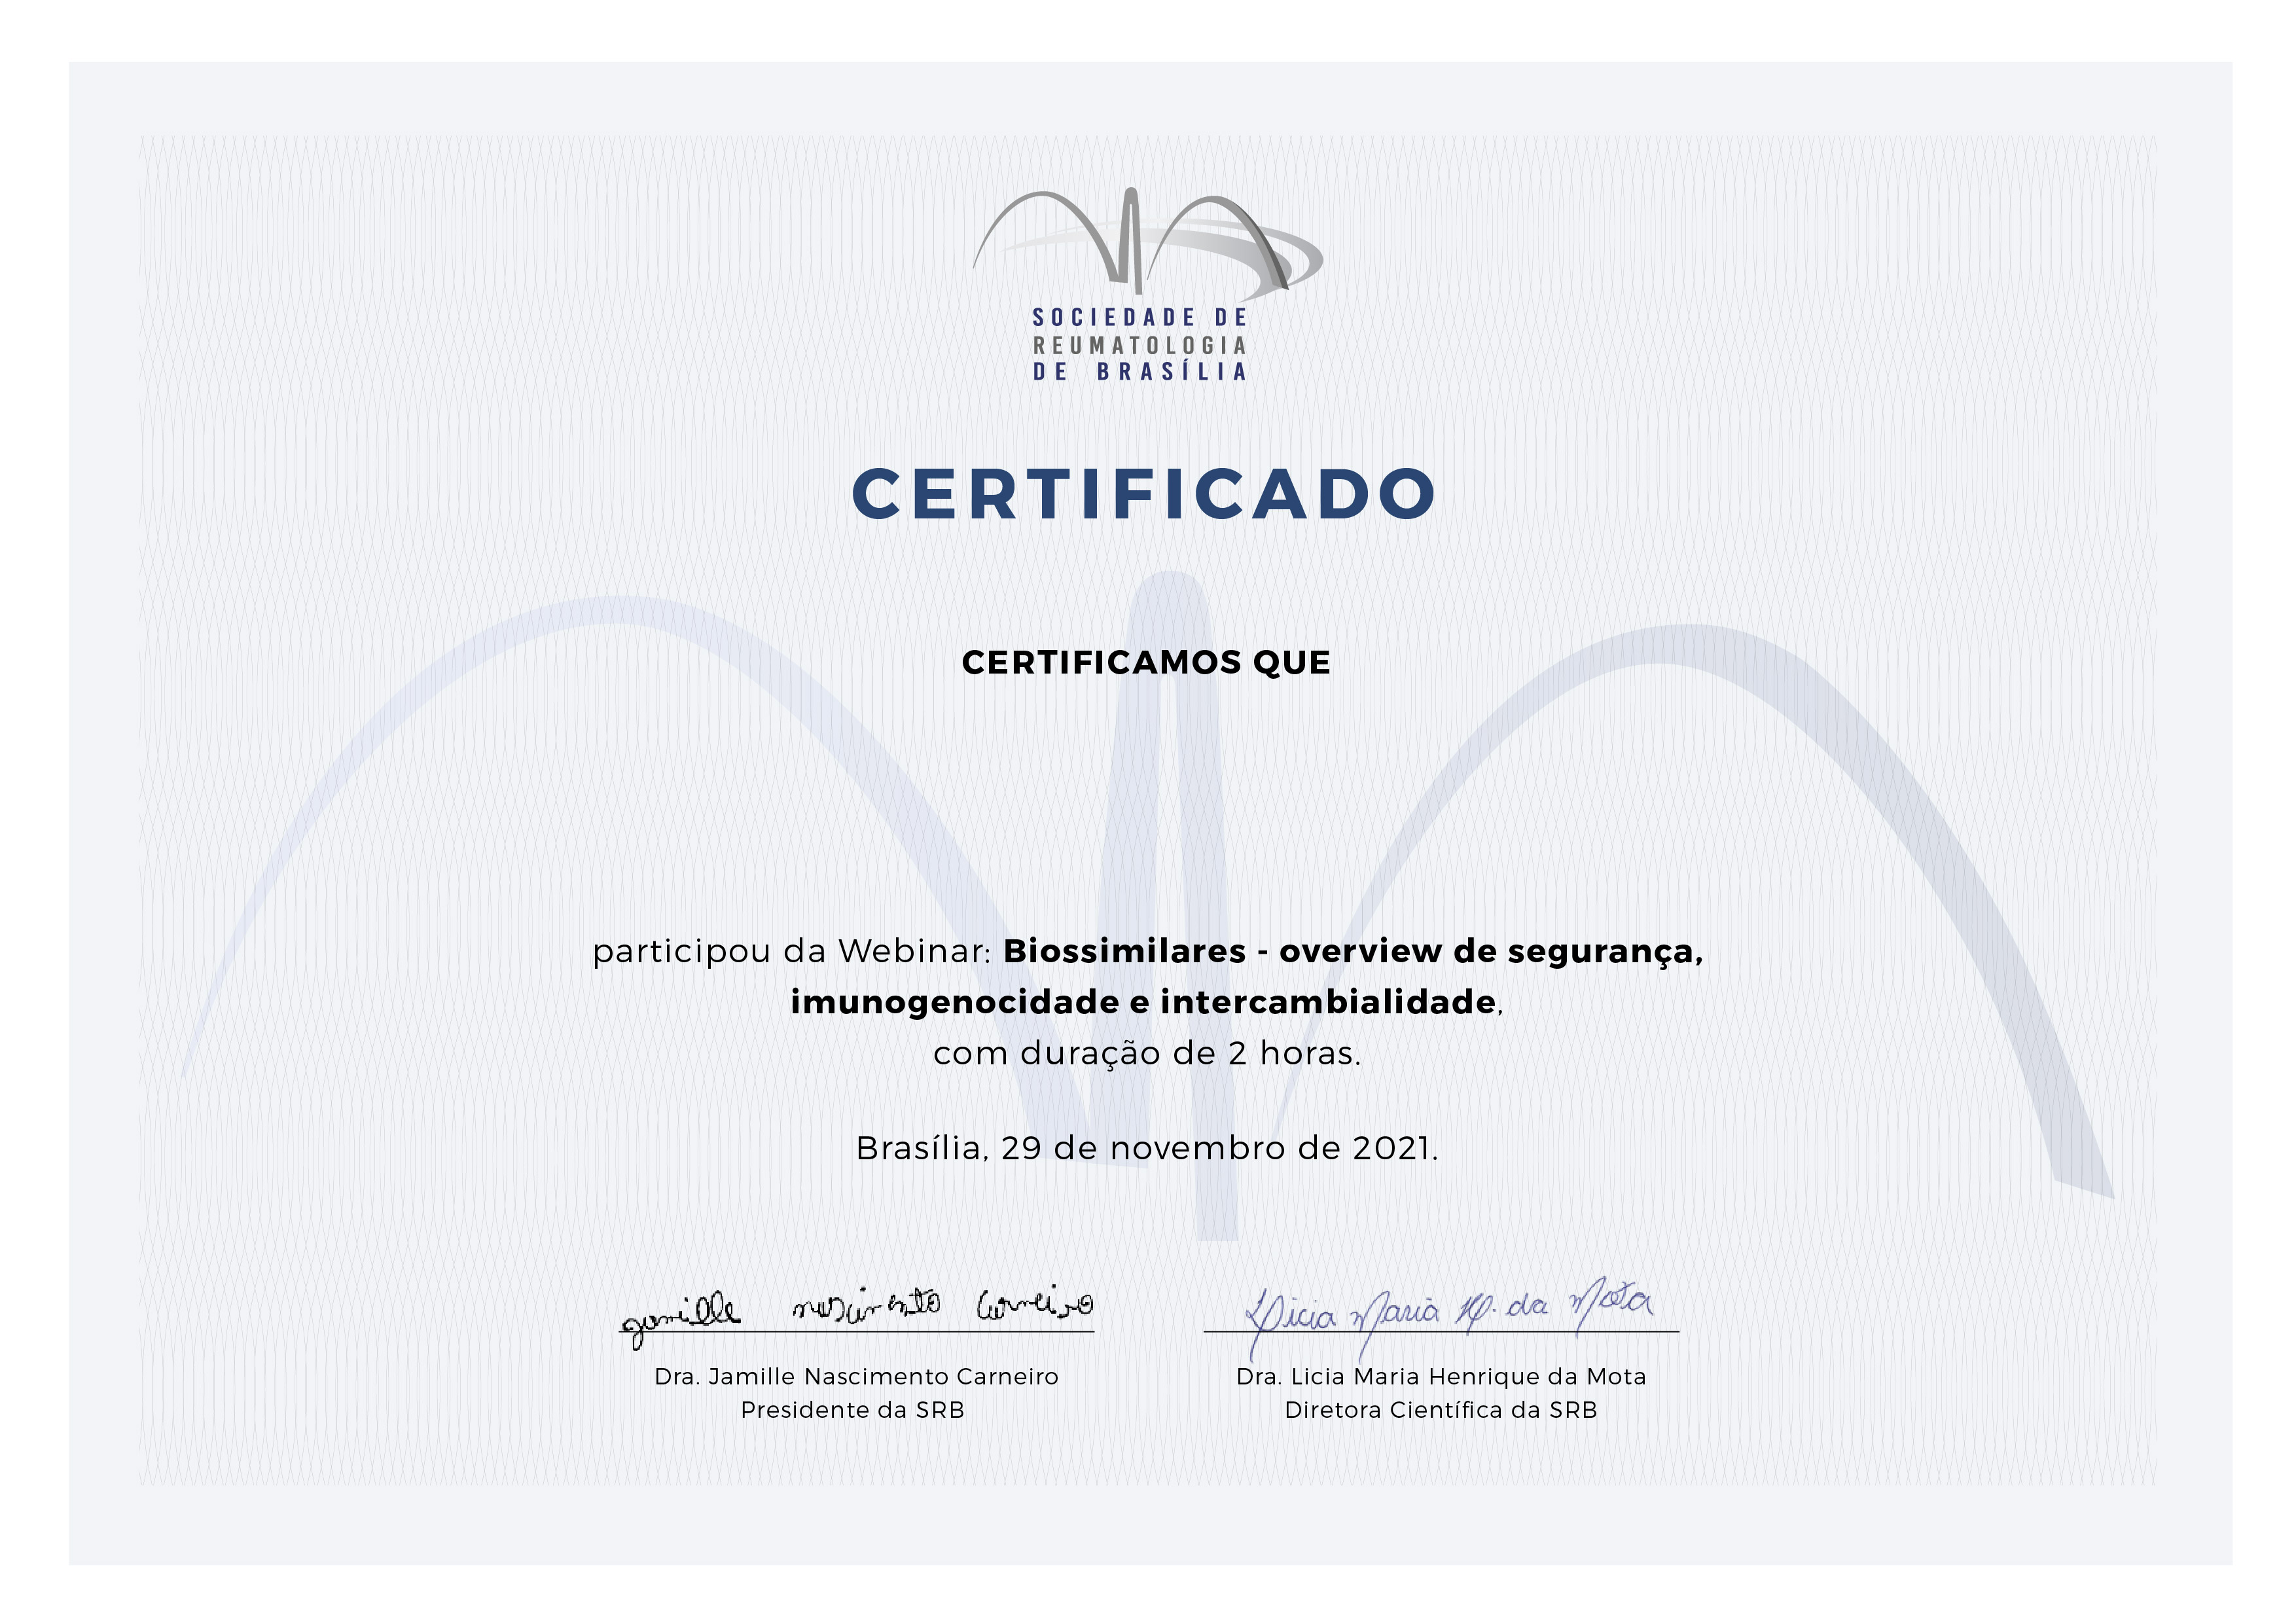 SOCIEDADE DE
REUMATOLOGIA
DE BRASÍLIA
CERTIFICADO
CERTIFICAMOS QUE
participou da Webinar: Biossimilares - overview de segurança,
imunogenocidade e intercambialidade,
com duração de 2 horas.
Brasília, 29 de novembro de 2021.
jamille nascimento Carneiro
Licia Maria H. da Mota
Dra. Jamille Nascimento Carneiro
Presidente da SRB
Dra. Licia Maria Henrique da Mota
Diretora Científica da SRB